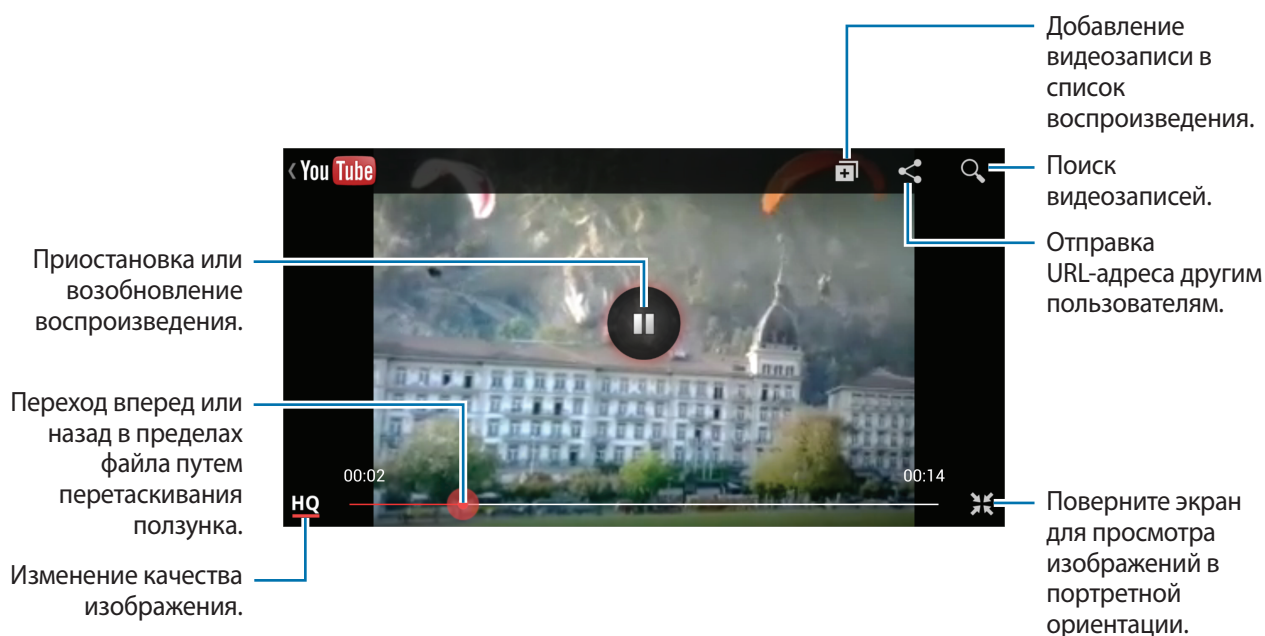 Добавление
видеозаписи в
список
воспроизведения.
‹ You Tube
Поиск
видеозаписей.
Отправка
URL-адреса другим
пользователям.
Приостановка или
возобновление
воспроизведения.
Переход вперед или
назад в пределах
файла путем
перетаскивания
ползунка.
00:02
00:14
HQ
Изменение качества
изображения.
Поверните экран
для просмотра
изображений в
портретной
ориентации.